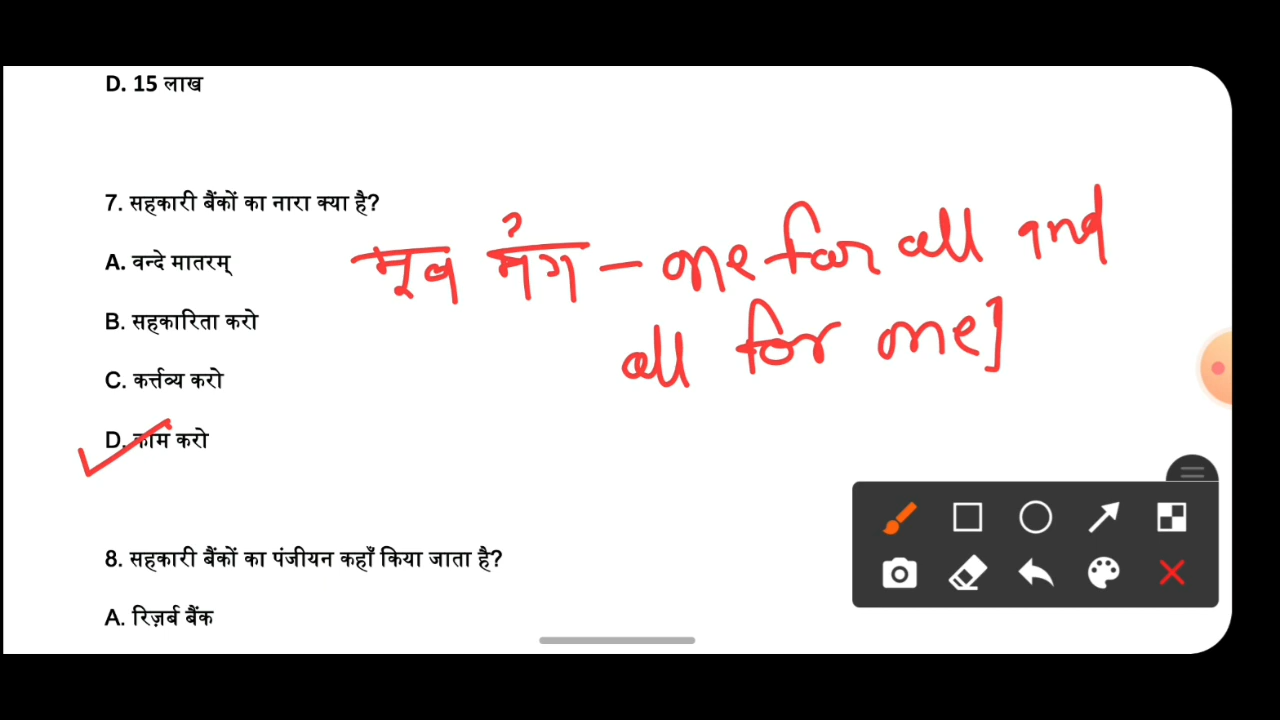 D. 15 लाख
7. सहकारी बैंकों का नारा क्या है?
A. वन्दे मातरम्
B. सहकारिता करो
C. कर्त्तव्य करो
D. काम करो
one for all and
all for one]
8. सहकारी बैंकों का पंजीयन कहाँ किया जाता है?
A. रिज़र्ब बैंक